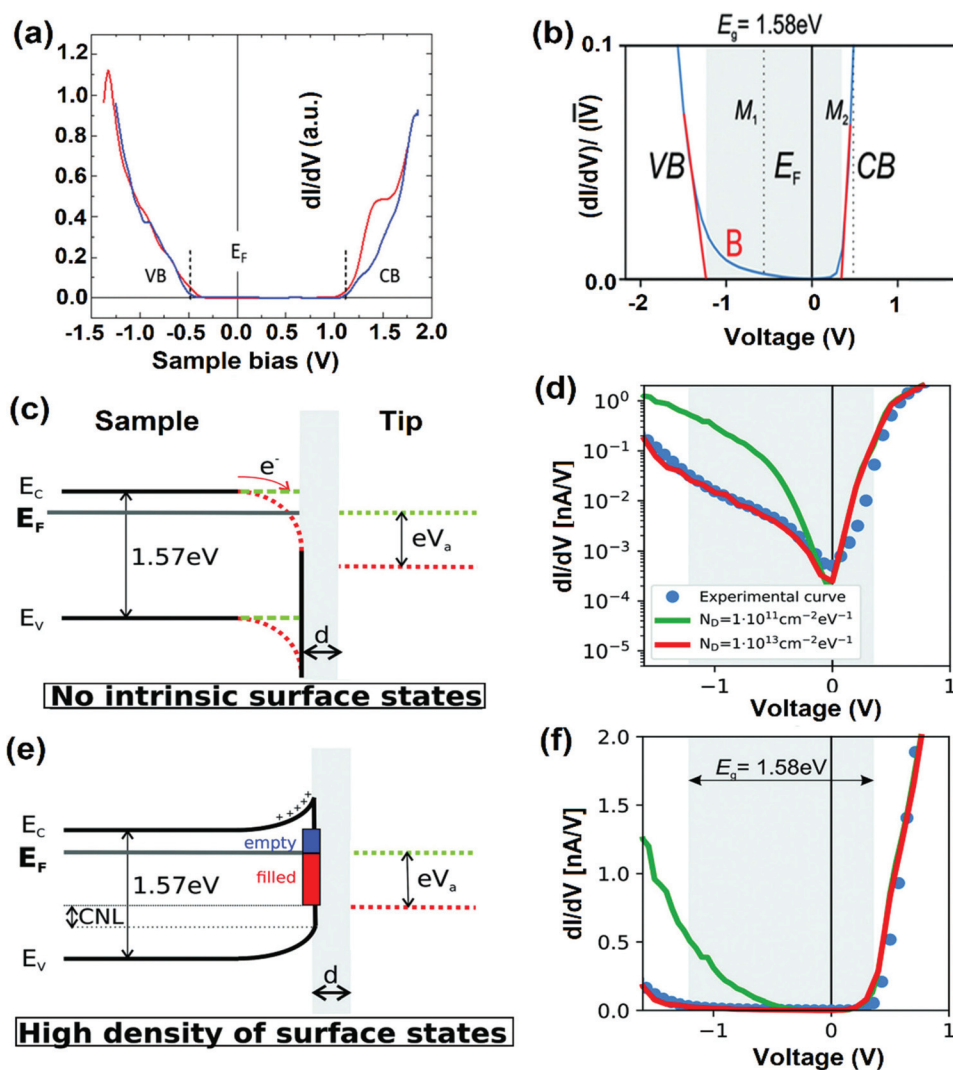 (a)
1.2
1.0
0.8
0.6
0.4
0.2
0.0
dI/dV (a.u.)
E_F
VB
CB
-1.5 -1.0 -0.5 0.0 0.5 1.0 1.5 2.0
Sample bias (V)
(b)
E_g = 1.58eV
0.1
0.0
(dI/dV)/ (I̅V̅)
M_1
M_2
VB
E_F
CB
B
-2 -1 0 1
Voltage (V)
(c)
Sample
Tip
e^-
E_C
E_F
1.57eV
eV_a
E_V
d
No intrinsic surface states
(d)
10^0
10^-1
10^-2
10^-3
10^-4
10^-5
dI/dV [nA/V]
Experimental curve
N_D=1·10^11cm^-2eV^-1
N_D=1·10^13cm^-2eV^-1
−1 0 1
Voltage (V)
(e)
+ + + + +
E_C
empty
E_F
filled
1.57eV
eV_a
CNL
E_V
d
High density of surface states
(f)
2.0
1.5
1.0
0.5
0.0
dI/dV [nA/V]
E_g = 1.58eV
−1 0 1
Voltage (V)